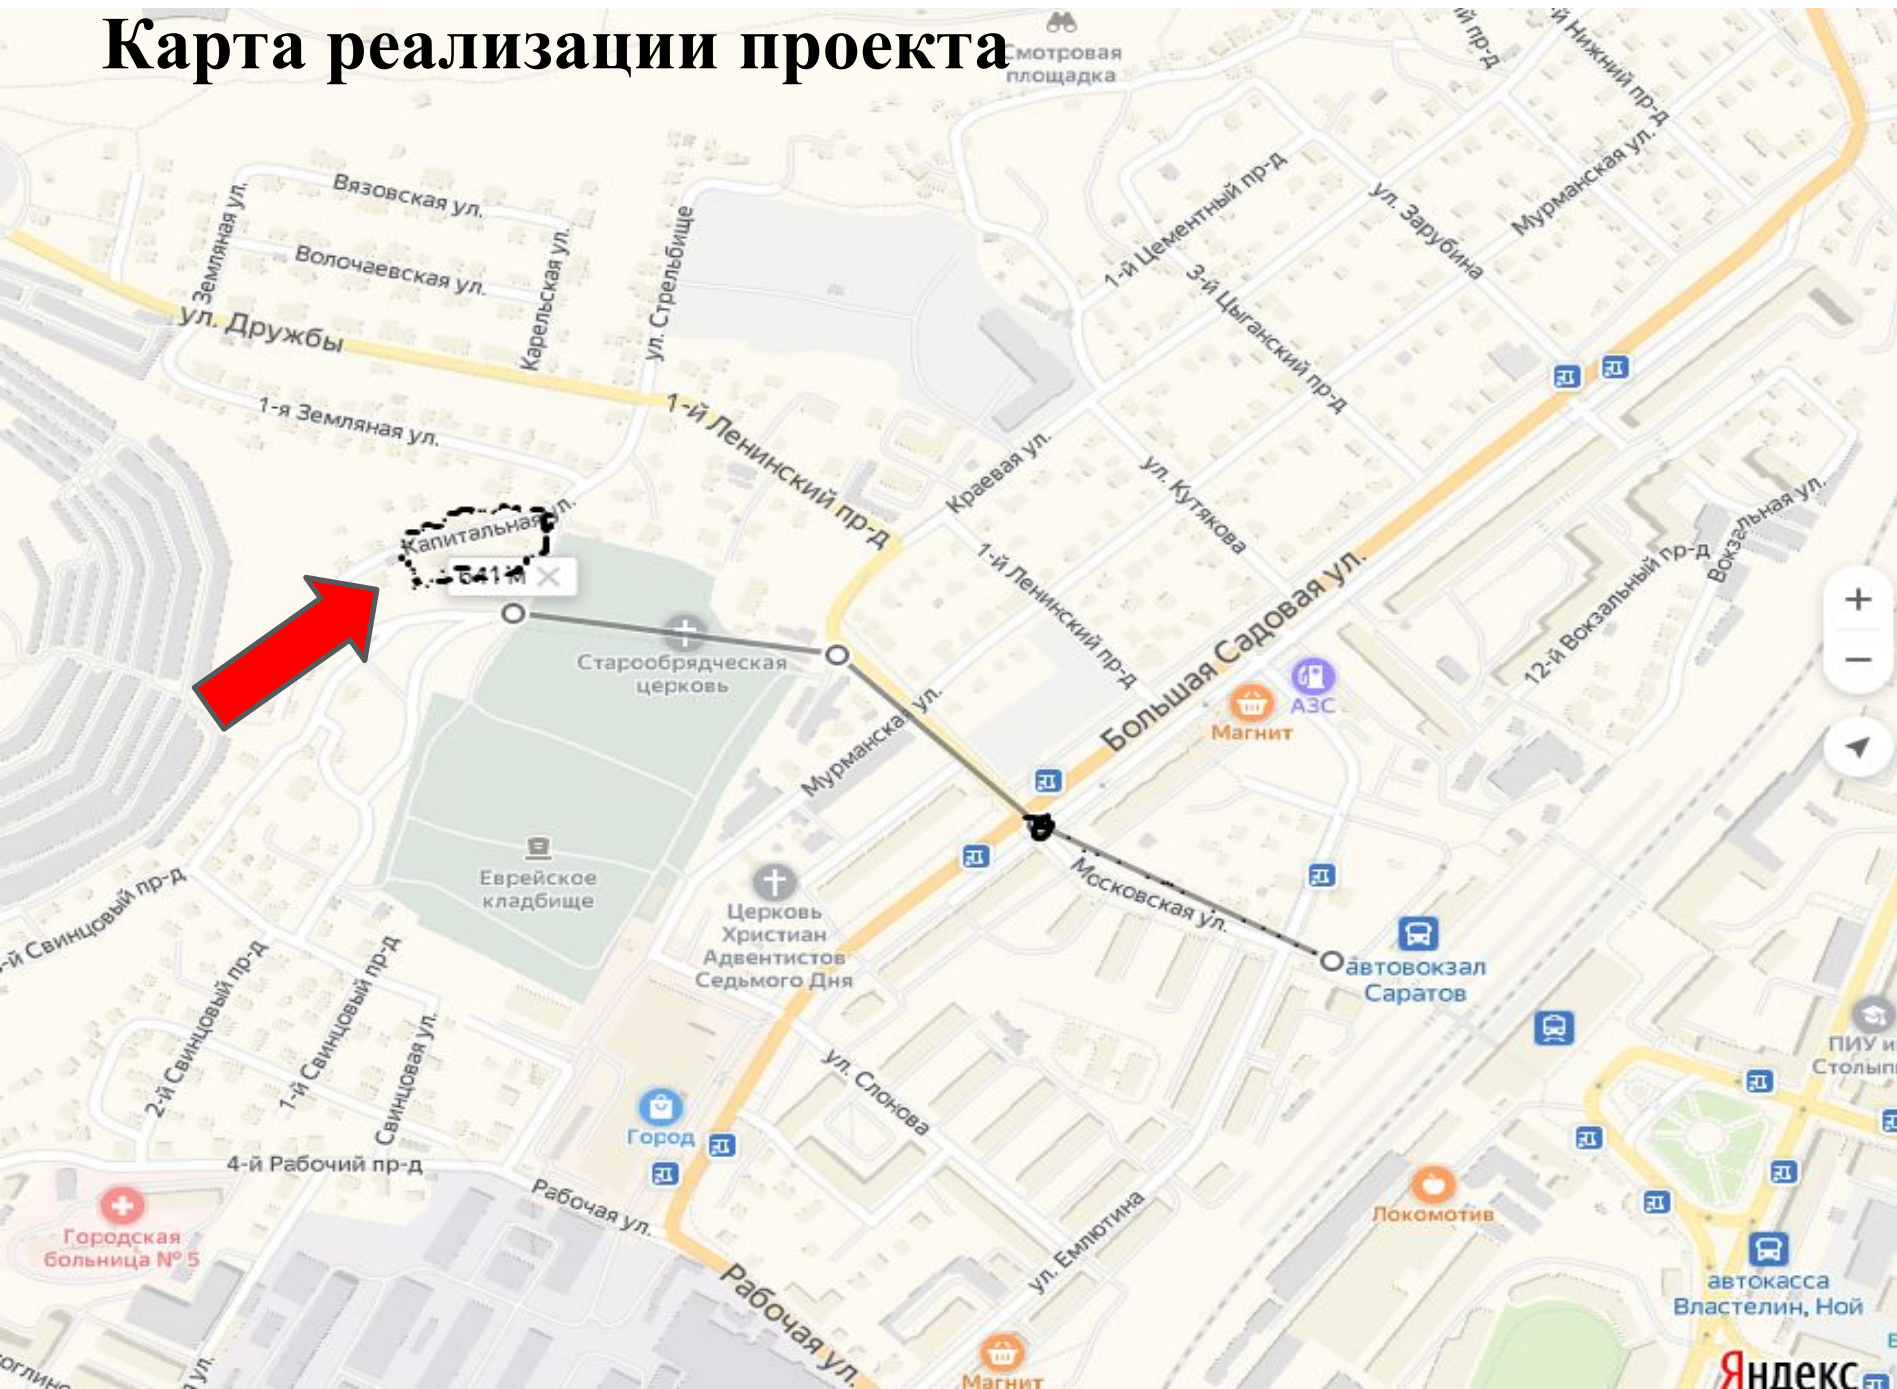 Карта реализации проекта
Смотровая
площадка
й Нижний пр-д
Мурманская ул.
1-й Цементный пр-д
ул. Зарубина
3-й Цыганский пр-д
Вязовская ул.
Волочаевская ул.
Земляная ул.
Карельская ул.
ул. Стрельбище
ул. Дружбы
1-я Земляная ул.
1-й Ленинский пр-д
Краевая ул.
ул. Кутякова
Капитальная ул.
641 м
1-й Ленинский пр-д
Большая Садовая ул.
Вокзальная ул.
12-й Вокзальный пр-д
Старообрядческая
церковь
Мурманская ул.
АЗС
Магнит
Еврейское
кладбище
Церковь
Христиан
Адвентистов
Седьмого Дня
Московская ул.
автовокзал
Саратов
-й Свинцовый пр-д
2-й Свинцовый пр-д
1-й Свинцовый пр-д
Свинцовая ул.
ул. Слонова
ПИУ и
Столып
Город
4-й Рабочий пр-д
Рабочая ул.
Городская
больница № 5
ул. Емлютина
Локомотив
автокасса
Властелин, Ной
Рабочая ул.
Магнит
Яндекс